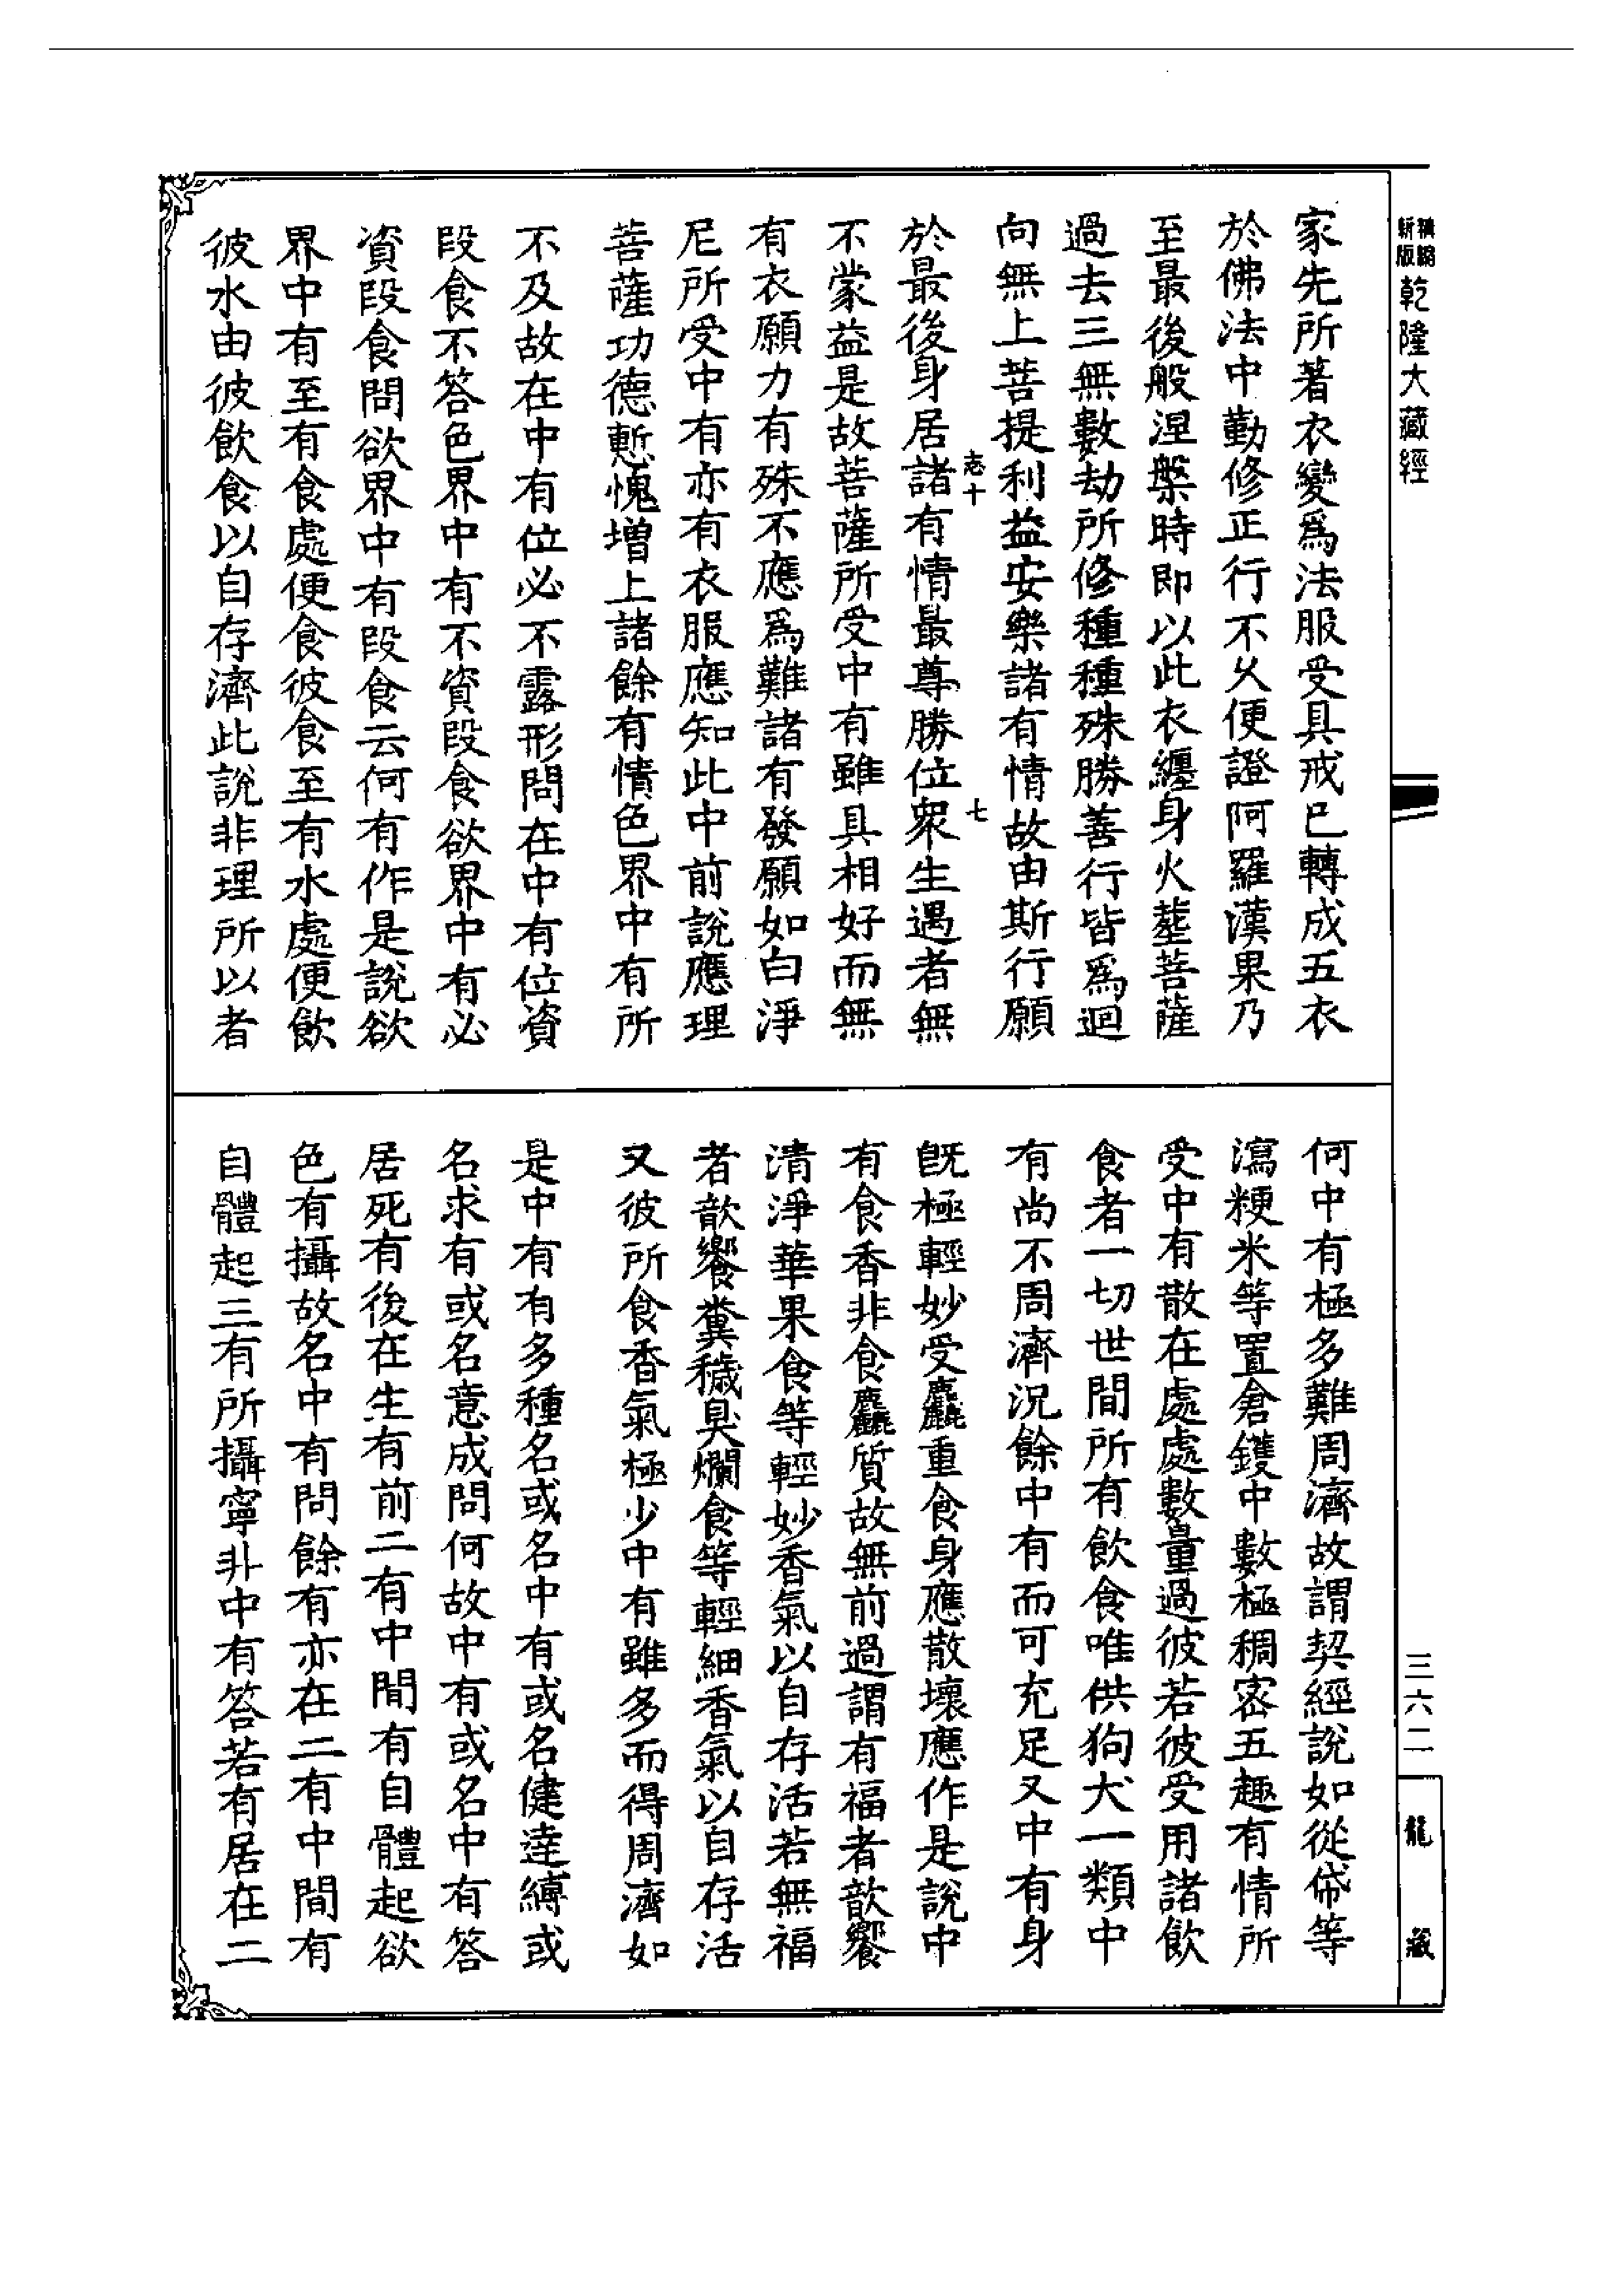 精縮新版乾隆大藏經
三六二
龍藏
家先所著衣變爲法服受具戒已轉成五衣
於佛法中勤修正行不久便證阿羅漢果乃
至最後般涅槃時即以此衣纏身火塟菩薩
過去三無數劫所修種種殊勝善行皆爲迴
向無上菩提利益安樂諸有情故由斯行願
志十 七
於最後身居諸有情最尊勝位衆生遇者無
不蒙益是故菩薩所受中有雖具相好而無
有衣願力有殊不應爲難諸有發願如白淨
尼所受中有亦有衣服應知此中前說應理
菩薩功德慙愧增上諸餘有情色界中有所
不及故在中有位必不露形問在中有位資
段食不答色界中有不資段食欲界中有必
資段食問欲界中有段食云何有作是說欲
界中有至有食處便食彼食至有水處便飲
彼水由彼飲食以自存濟此說非理所以者
何中有極多難周濟故謂契經說如從帒等
瀉粳米等置倉鑊中數極稠密五趣有情所
受中有散在處處數量過彼若彼受用諸飲
食者一切世間所有飲食唯供狗犬一類中
有尚不周濟況餘中有而可充足又中有身
旣極輕妙受麤重食身應散壞應作是說中
有食香非食麤質故無前過謂有福者歆饗
清淨華果食等輕妙香氣以自存活若無福
者歆饗糞穢臭爛食等輕細香氣以自存活
又彼所食香氣極少中有雖多而得周濟如
是中有有多種名或名中有或名健達縛或
名求有或名意成問何故中有或名中有答
居死有後在生有前二有中間有自體起欲
色有攝故名中有問餘有亦在二有中間有
自體起三有所攝寧非中有答若有居在二